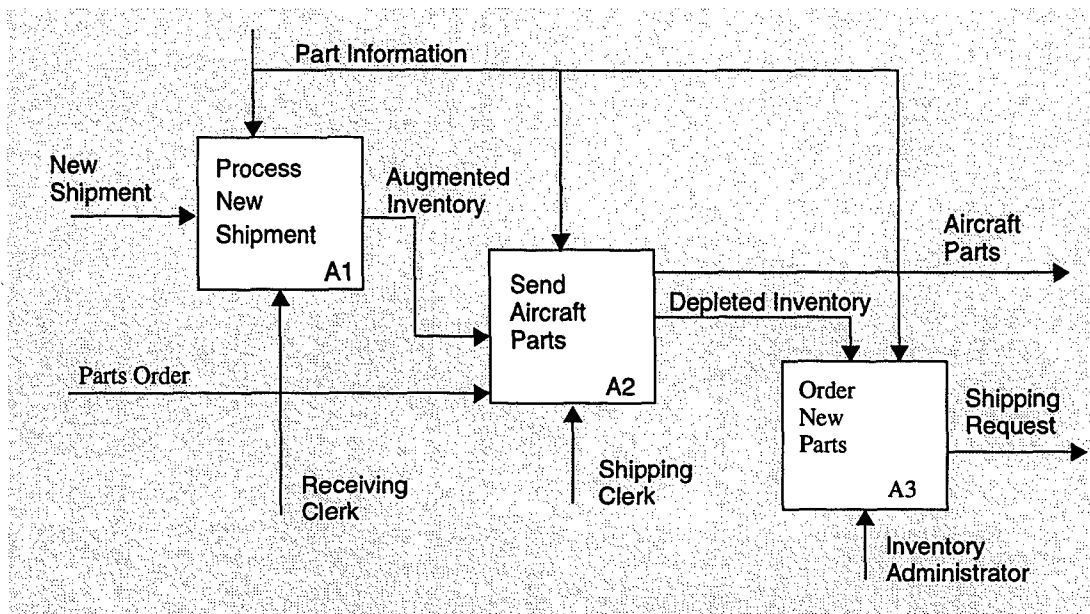 Part Information
New
Shipment
Process
New
Shipment
A1
Augmented
Inventory
Aircraft
Parts
Send
Aircraft
Parts
A2
Depleted Inventory
Parts Order
Order
New
Parts
A3
Shipping
Request
Receiving
Clerk
Shipping
Clerk
Inventory
Administrator